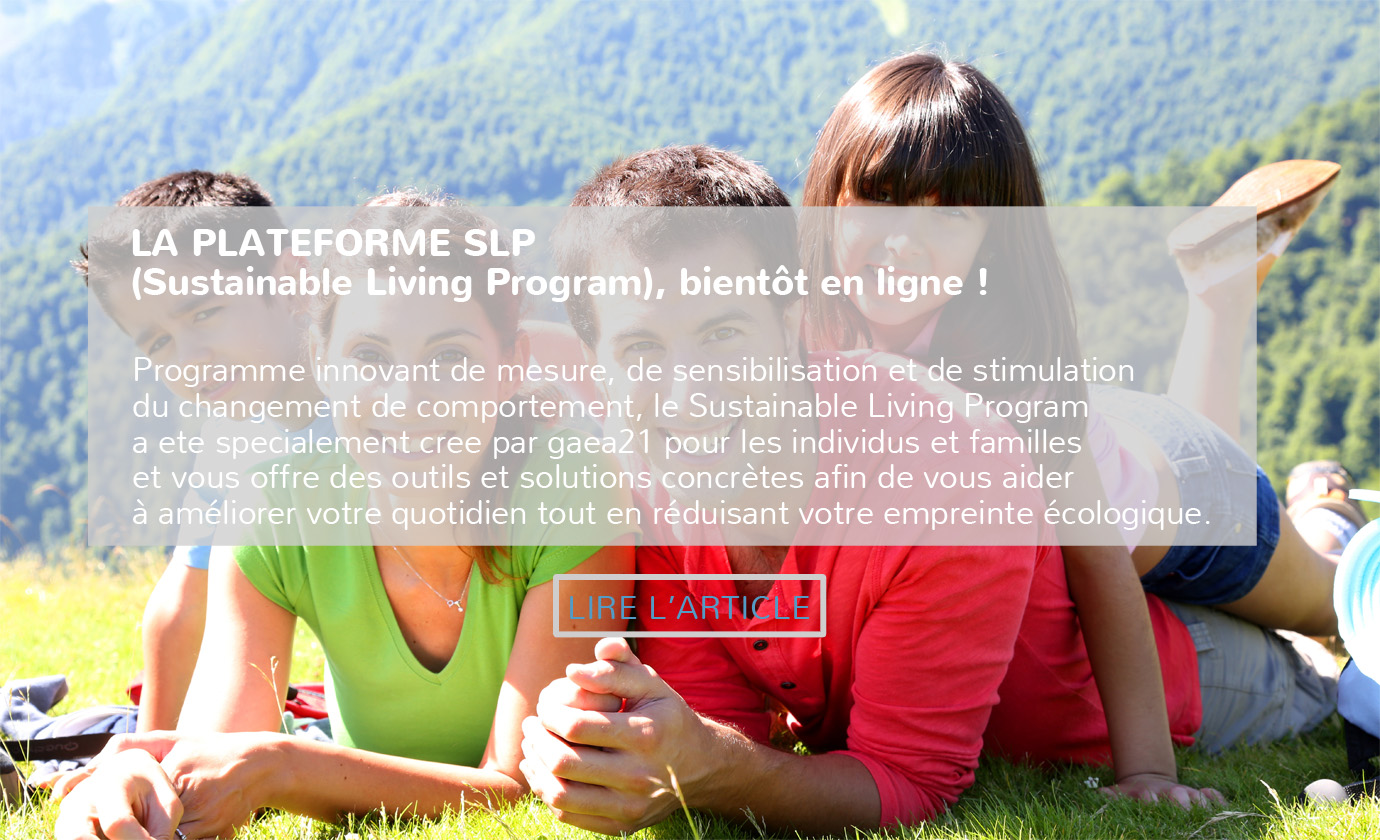 LA PLATEFORME SLP
(Sustainable Living Program), bientôt en ligne !
Programme innovant de mesure, de sensibilisation et de stimulation
du changement de comportement, le Sustainable Living Program
a ete specialement cree par gaea21 pour les individus et familles
et vous offre des outils et solutions concrètes afin de vous aider
à améliorer votre quotidien tout en réduisant votre empreinte écologique.
LIRE L'ARTICLE